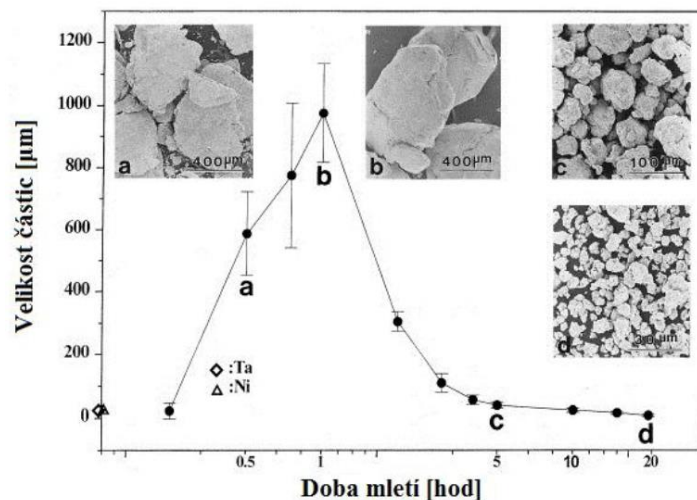 1200
1000
800
600
400
200
0
Velikost částic [µm]
a
400µm
b
400µm
c
100µm
d
30µm
a
b
c
d
:Ta
:Ni
0.5
1
5
10
20
Doba mletí [hod]